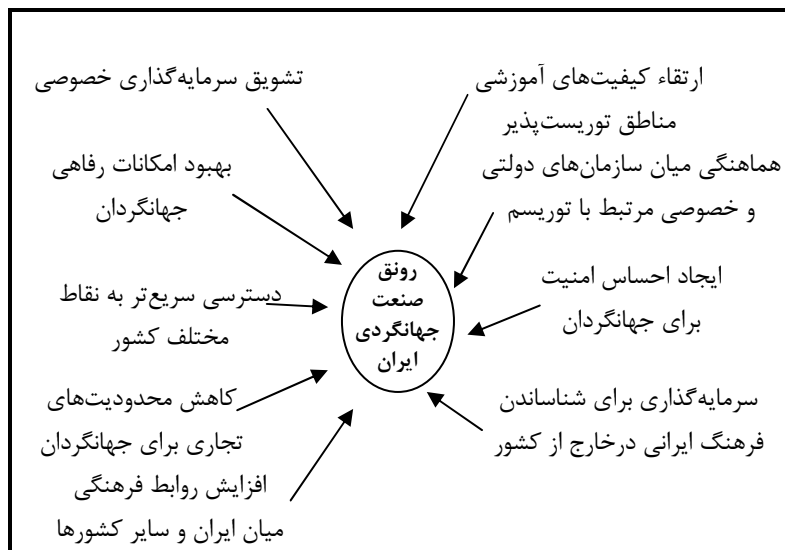 ارتقاء کیفیت‌های آموزشی
مناطق توریست‌پذیر
هماهنگی میان سازمان‌های دولتی
و خصوصی مرتبط با توریسم
ایجاد احساس امنیت
برای جهانگردان
سرمایه‌گذاری برای شناساندن
فرهنگ ایرانی درخارج از کشور
رونق
صنعت
جهانگردی
ایران
تشویق سرمایه‌گذاری خصوصی
بهبود امکانات رفاهی
جهانگردان
دسترسی سریع‌تر به نقاط
مختلف کشور
کاهش محدودیت‌های
تجاری برای جهانگردان
افزایش روابط فرهنگی
میان ایران و سایر کشورها